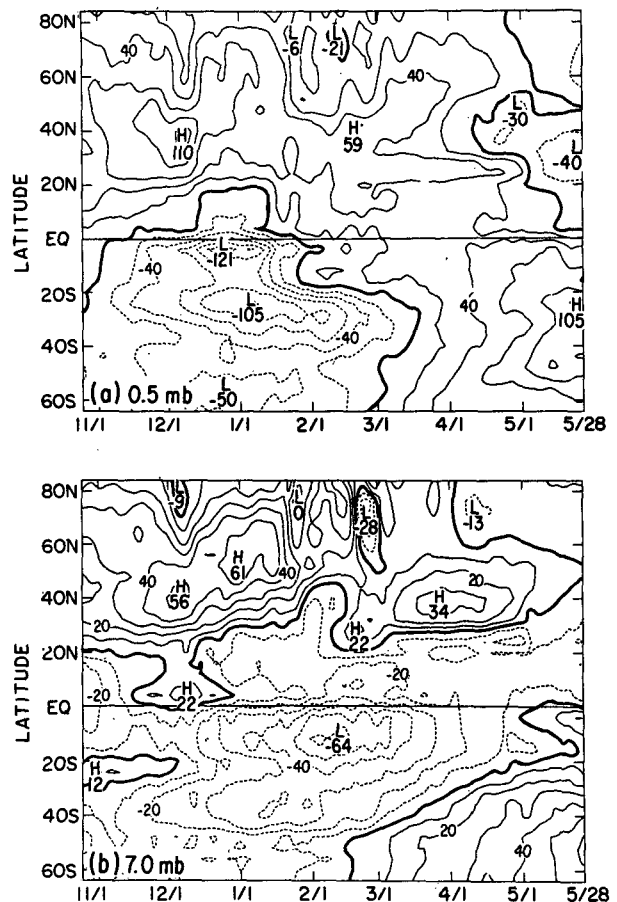 80N
40
L
-6
L
-21
60N
40
L
-30
40N
H
110
H
59
L
-40
20N
EQ
L
-121
-40
20S
L
-105
40
H
105
40S
-40
L
-50
60S
(a) 0.5 mb
LATITUDE
11/1 12/1 1/1 2/1 3/1 4/1 5/1 5/28
80N
L
-9
L
0
L
-28
L
-13
60N
H
61
40
40
20
40N
H
56
H
34
20
H
22
20N
-20
-20
H
22
EQ
L
-64
20S
H
12
-40
40S
-20
20
40
60S
(b) 7.0 mb
LATITUDE
11/1 12/1 1/1 2/1 3/1 4/1 5/1 5/28